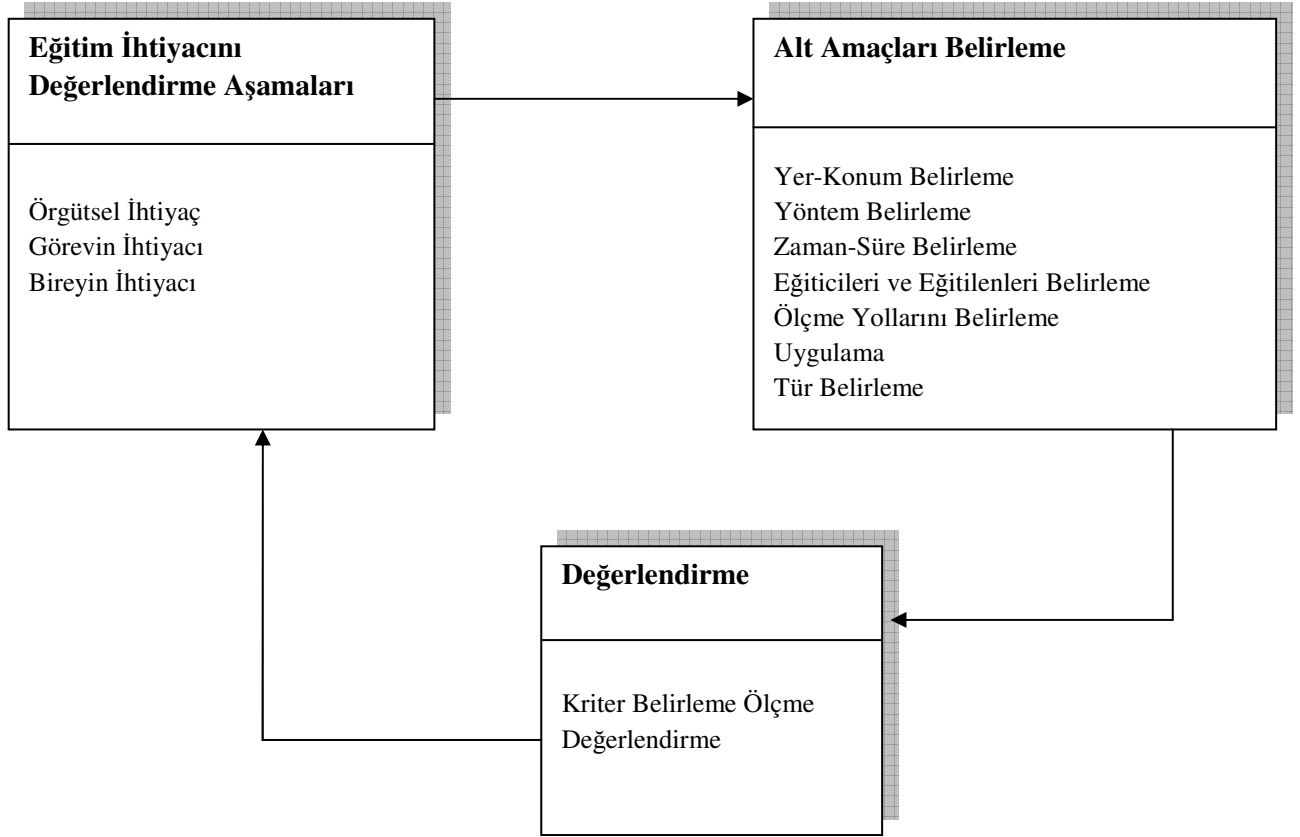 Eğitim İhtiyacını
Değerlendirme Aşamaları
Örgütsel İhtiyaç
Görevin İhtiyacı
Bireyin İhtiyacı
Alt Amaçları Belirleme
Yer-Konum Belirleme
Yöntem Belirleme
Zaman-Süre Belirleme
Eğiticileri ve Eğitilenleri Belirleme
Ölçme Yollarını Belirleme
Uygulama
Tür Belirleme
Değerlendirme
Kriter Belirleme Ölçme
Değerlendirme